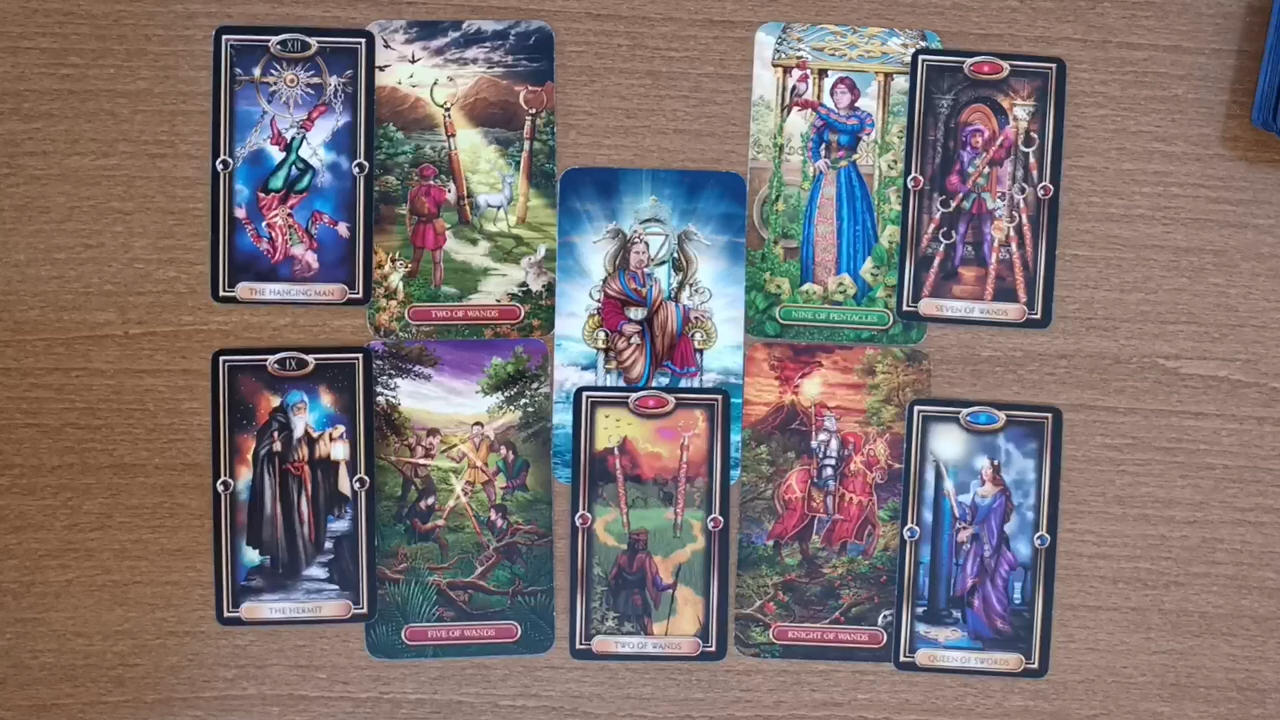 XII
THE HANGING MAN
TWO OF WANDS
NINE OF PENTACLES
SEVEN OF WANDS
IX
THE HERMIT
FIVE OF WANDS
TWO OF WANDS
KNIGHT OF WANDS
QUEEN OF SWORDS